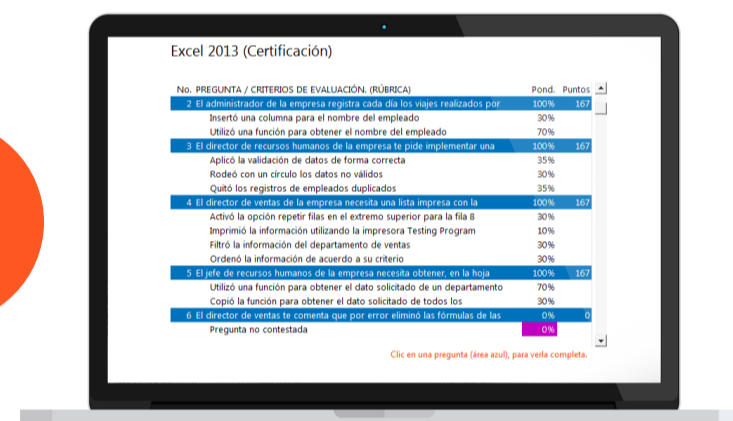 Excel 2013 (Certificación)
No. PREGUNTA / CRITERIOS DE EVALUACIÓN. (RÚBRICA) Pond. Puntos
2 El administrador de la empresa registra cada día los viajes realizados por 100% 167
Insertó una columna para el nombre del empleado 30%
Utilizó una función para obtener el nombre del empleado 70%
3 El director de recursos humanos de la empresa te pide implementar una 100% 167
Aplicó la validación de datos de forma correcta 35%
Rodeó con un círculo los datos no válidos 30%
Quitó los registros de empleados duplicados 35%
4 El director de ventas de la empresa necesita una lista impresa con la 100% 167
Activó la opción repetir filas en el extremo superior para la fila 8 30%
Imprimió la información utilizando la impresora Testing Program 10%
Filtró la información del departamento de ventas 30%
Ordenó la información de acuerdo a su criterio 30%
5 El jefe de recursos humanos de la empresa necesita obtener, en la hoja 100% 167
Utilizó una función para obtener el dato solicitado de un departamento 70%
Copió la función para obtener el dato solicitado de todos los 30%
6 El director de ventas te comenta que por error eliminó las fórmulas de las 0% 0
Pregunta no contestada 0%
Clic en una pregunta (área azul), para verla completa.